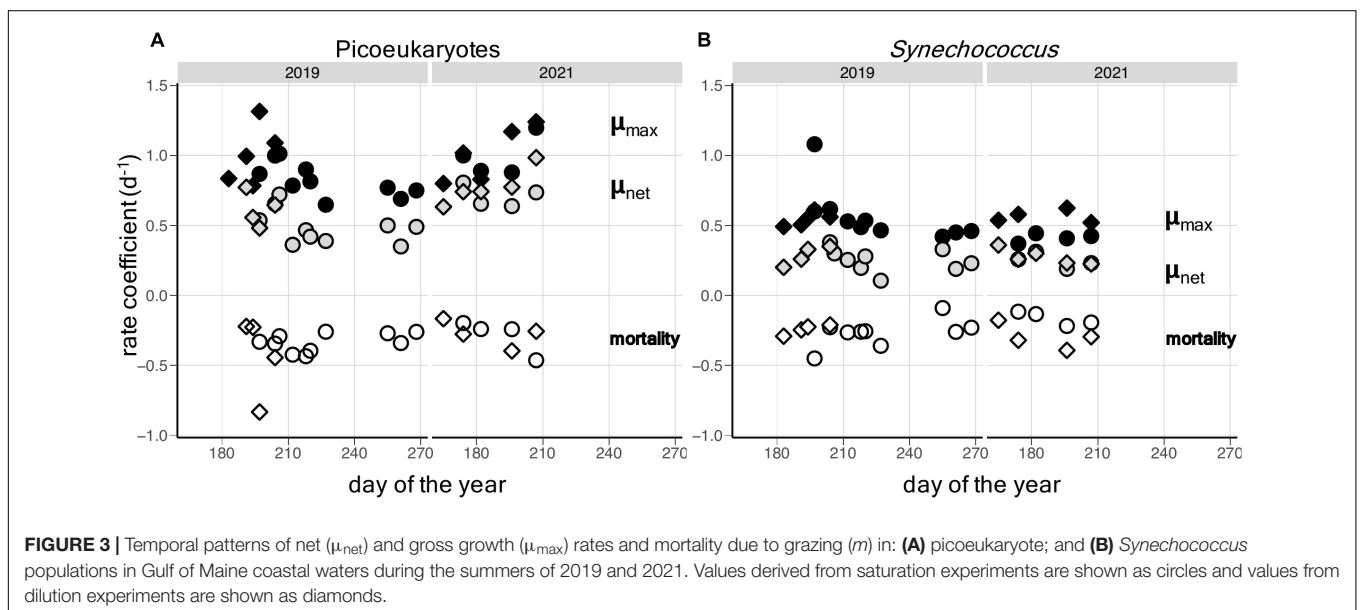 A
Picoeukaryotes
2019
2021
1.5
1.0
0.5
0.0
−0.5
−1.0
rate coefficient (d-1)
μmax
μnet
mortality
180 210 240 270 180 210 240 270
day of the year
B
Synechococcus
2019
2021
1.5
1.0
0.5
0.0
−0.5
−1.0
μmax
μnet
mortality
180 210 240 270 180 210 240 270
day of the year
FIGURE 3 | Temporal patterns of net (μnet) and gross growth (μmax) rates and mortality due to grazing (m) in: (A) picoeukaryote; and (B) Synechococcus
populations in Gulf of Maine coastal waters during the summers of 2019 and 2021. Values derived from saturation experiments are shown as circles and values from
dilution experiments are shown as diamonds.